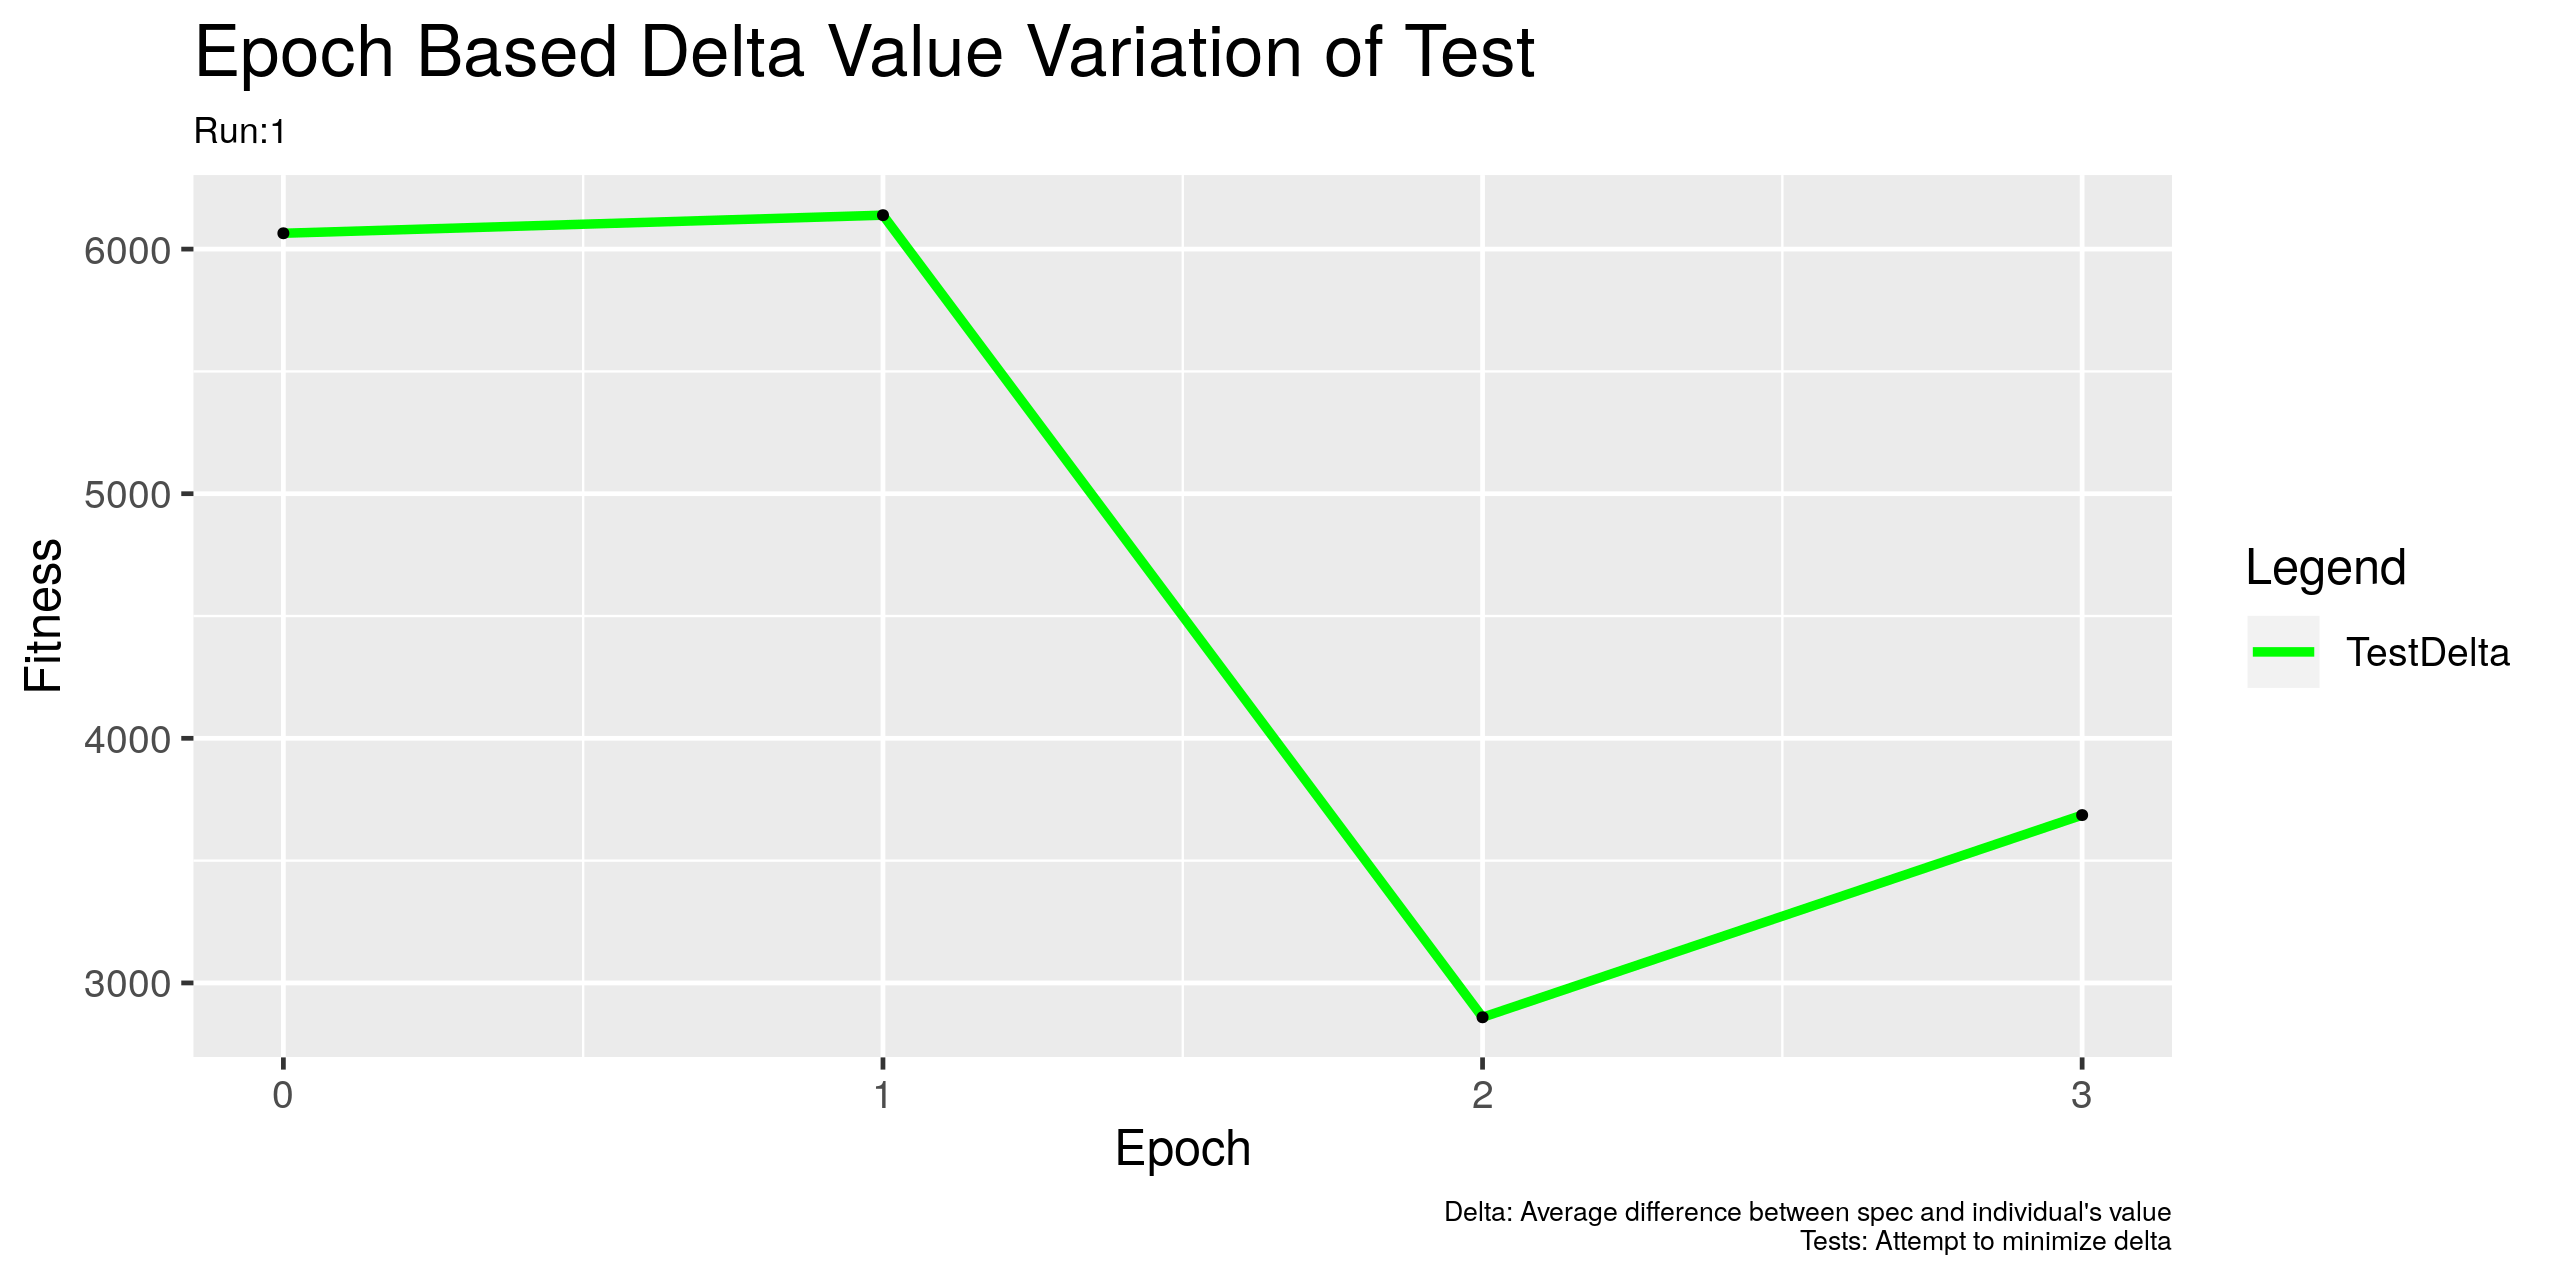 Epoch Based Delta Value Variation of Test
Run:1
Fitness
6000
5000
4000
3000
0
1
2
3
Epoch
Legend
TestDelta
Delta: Average difference between spec and individual's value
Tests: Attempt to minimize delta